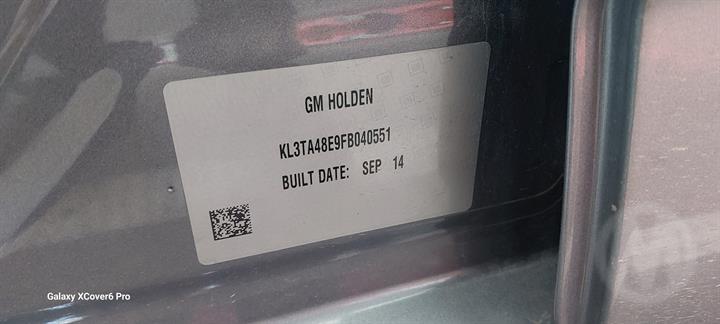 GM HOLDEN
KL3TA48E9FB040551
BUILT DATE: SEP 14
Galaxy XCover6 Pro